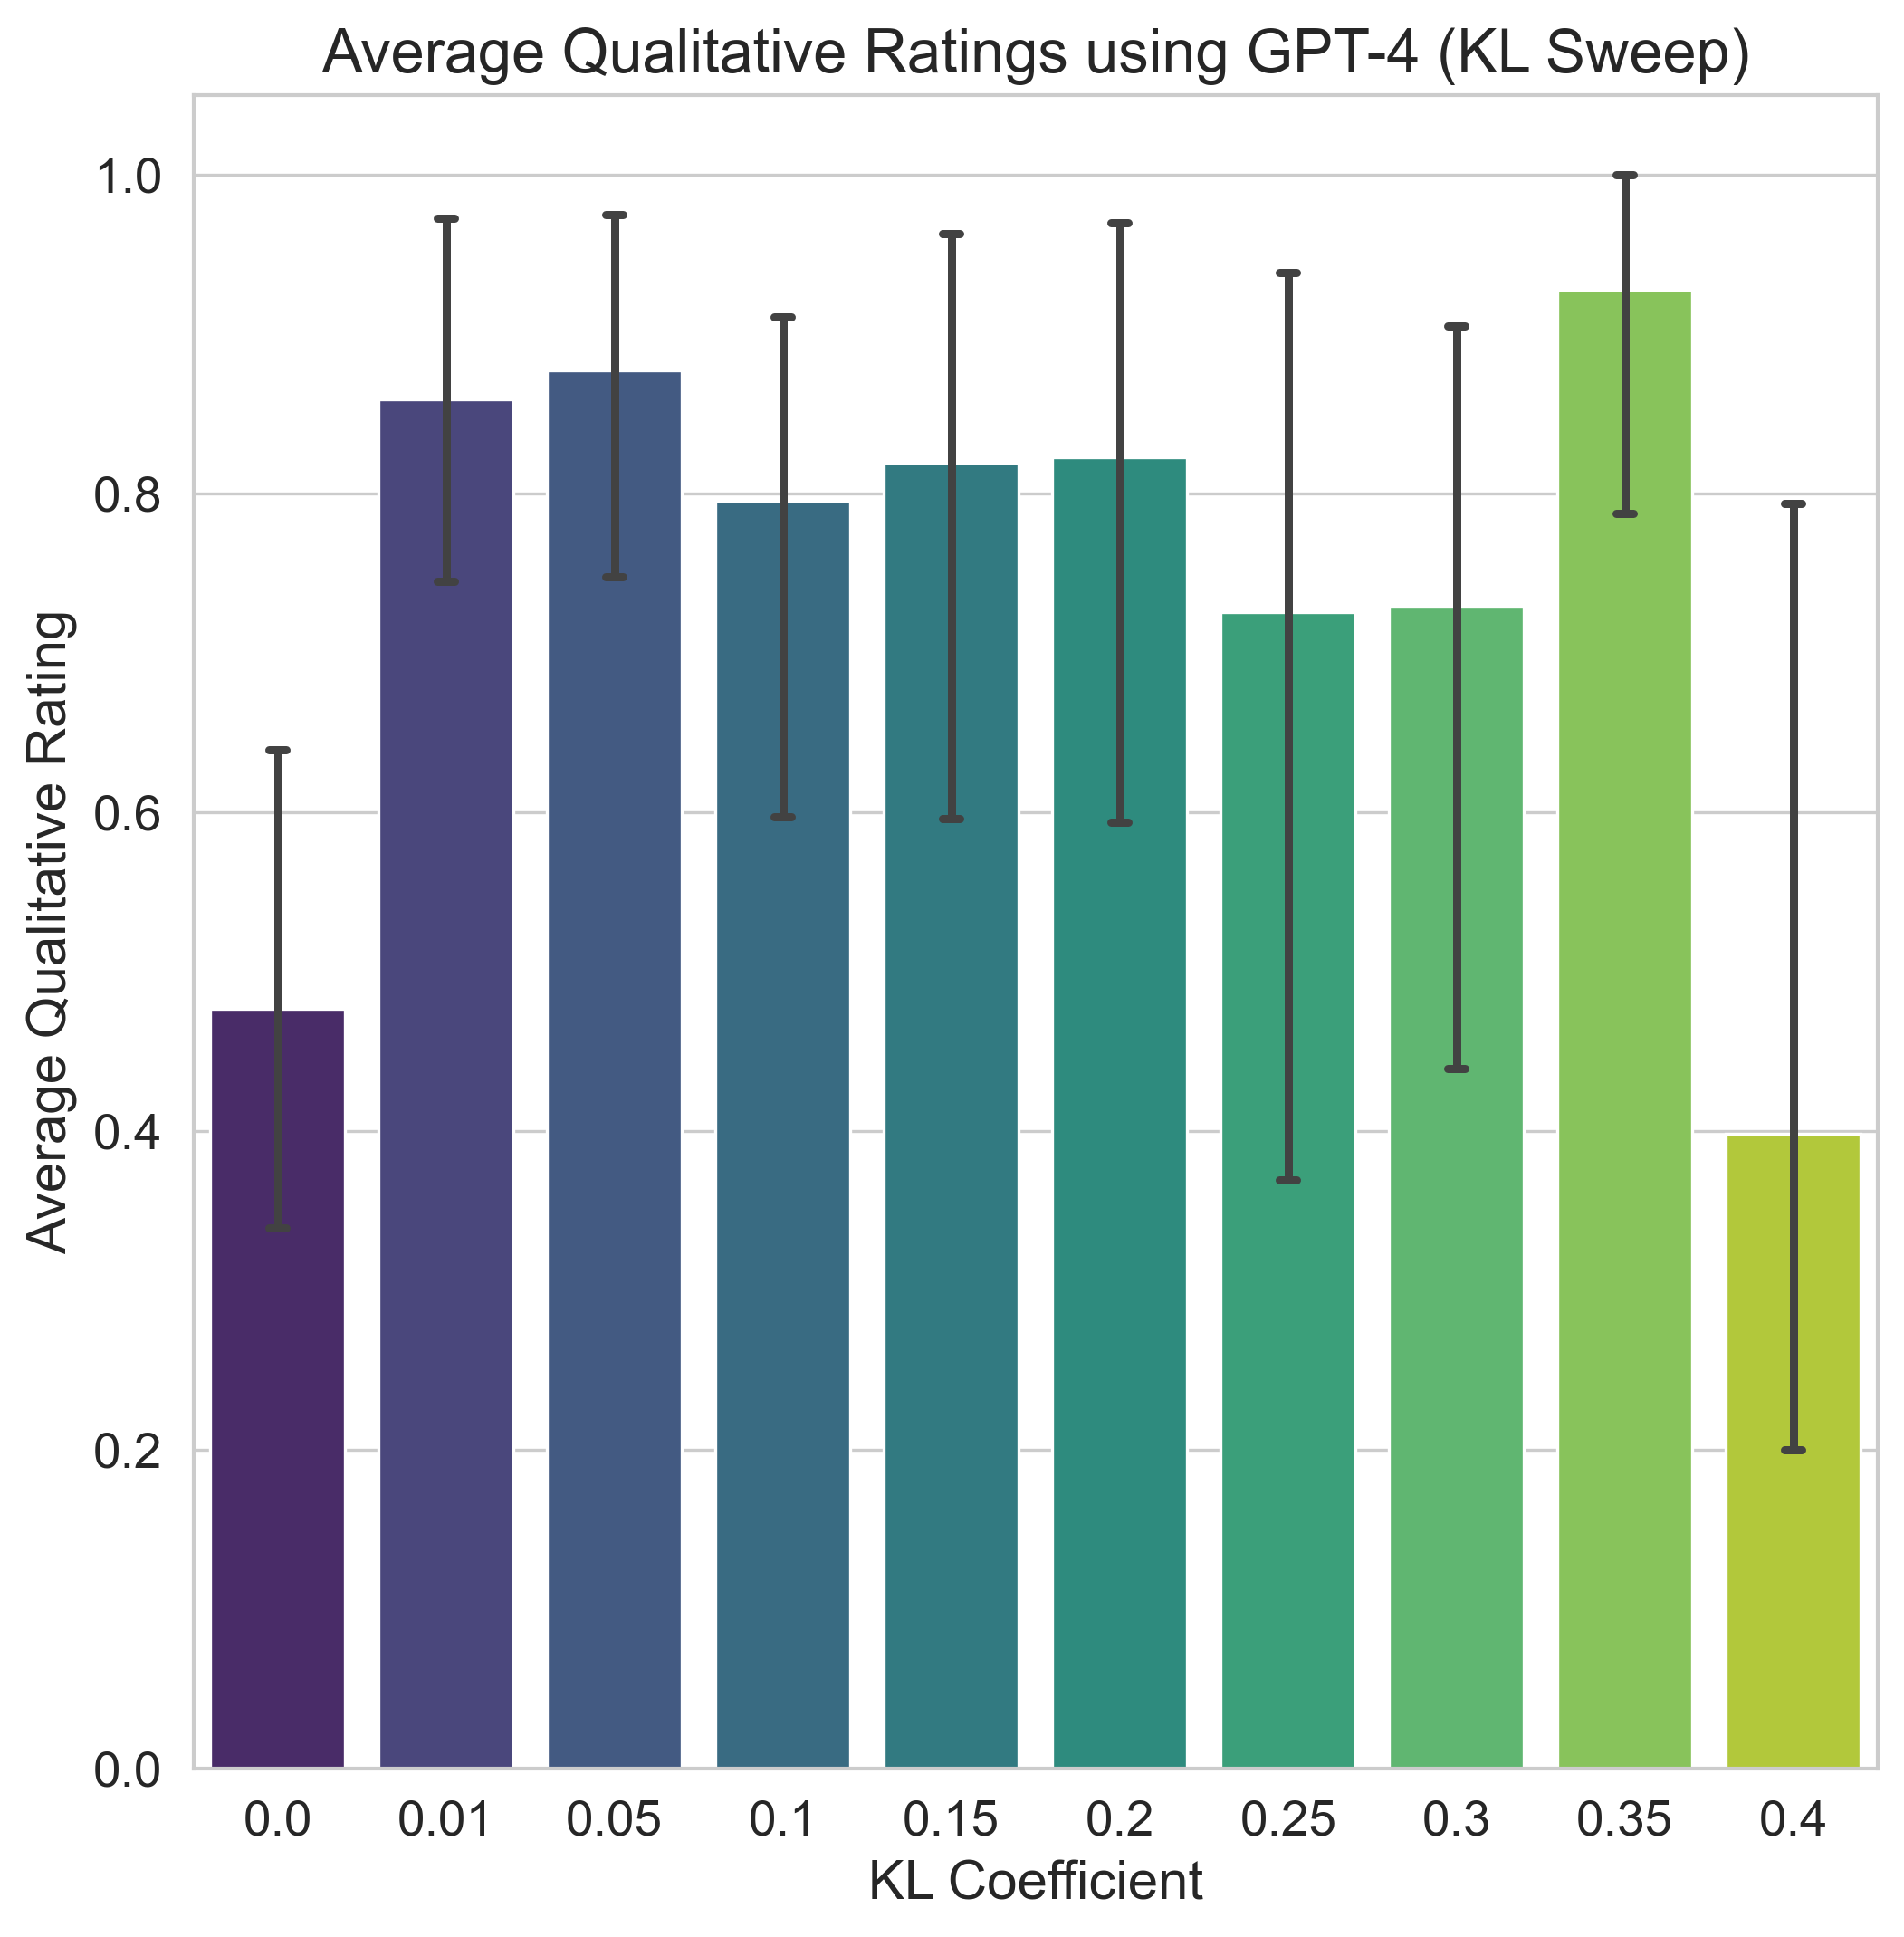 Average Qualitative Ratings using GPT-4 (KL Sweep)
Average Qualitative Rating
1.0
0.8
0.6
0.4
0.2
0.0
0.0 0.01 0.05 0.1 0.15 0.2 0.25 0.3 0.35 0.4
KL Coefficient